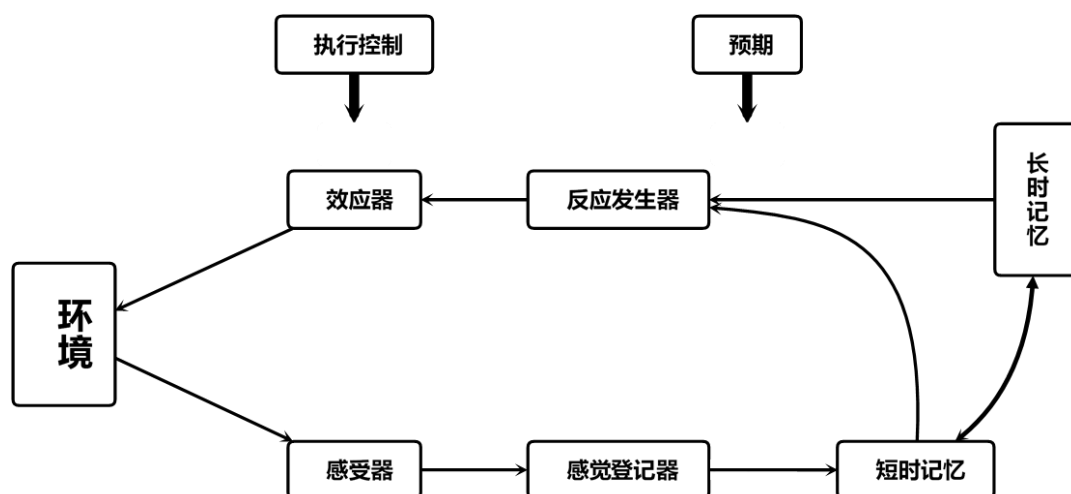 执行控制
预期
长时记忆
效应器
反应发生器
环境
感受器
感觉登记器
短时记忆